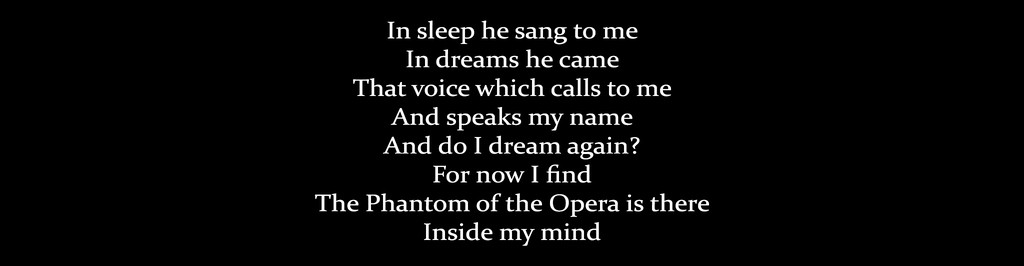 In sleep he sang to me
In dreams he came
That voice which calls to me
And speaks my name
And do I dream again?
For now I find
The Phantom of the Opera is there
Inside my mind